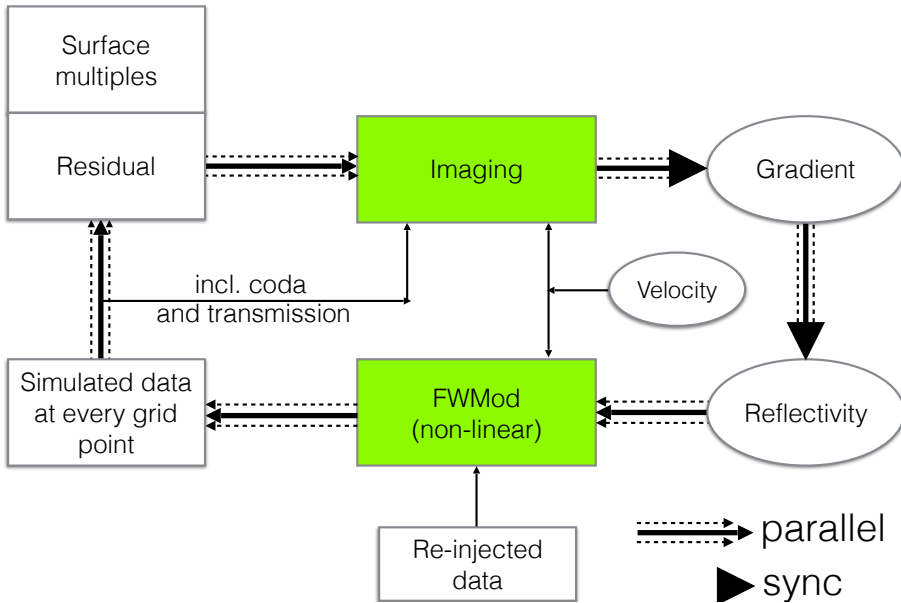 Surface
multiples
Residual
Imaging
Gradient
incl. coda
and transmission
Velocity
Simulated data
at every grid
point
FWMod
(non-linear)
Reflectivity
Re-injected
data
parallel
sync